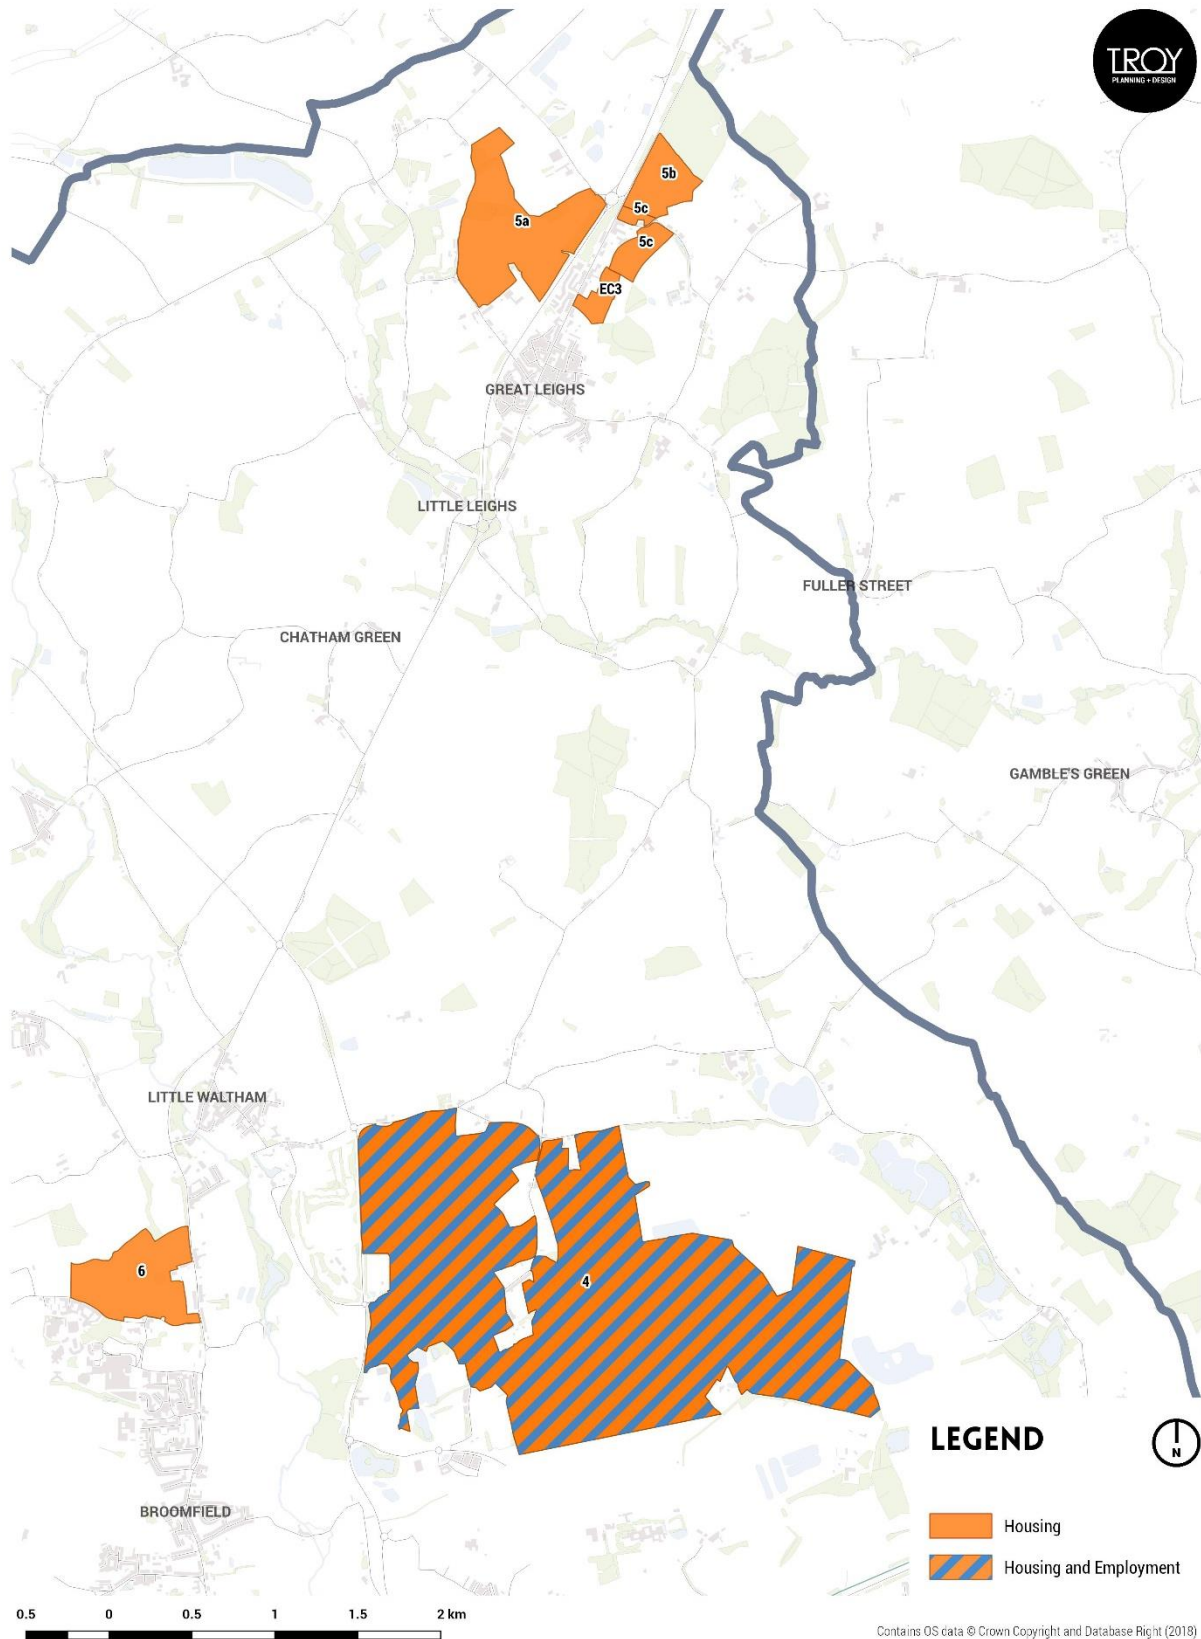 TROY
PLANNING + DESIGN
5b
5a
5c
5c
EC3
GREAT LEIGHS
LITTLE LEIGHS
FULLER STREET
CHATHAM GREEN
GAMBLE'S GREEN
LITTLE WALTHAM
6
4
LEGEND
N
BROOMFIELD
Housing
Housing and Employment
0.5 0 0.5 1 1.5 2 km
Contains OS data © Crown Copyright and Database Right (2018)